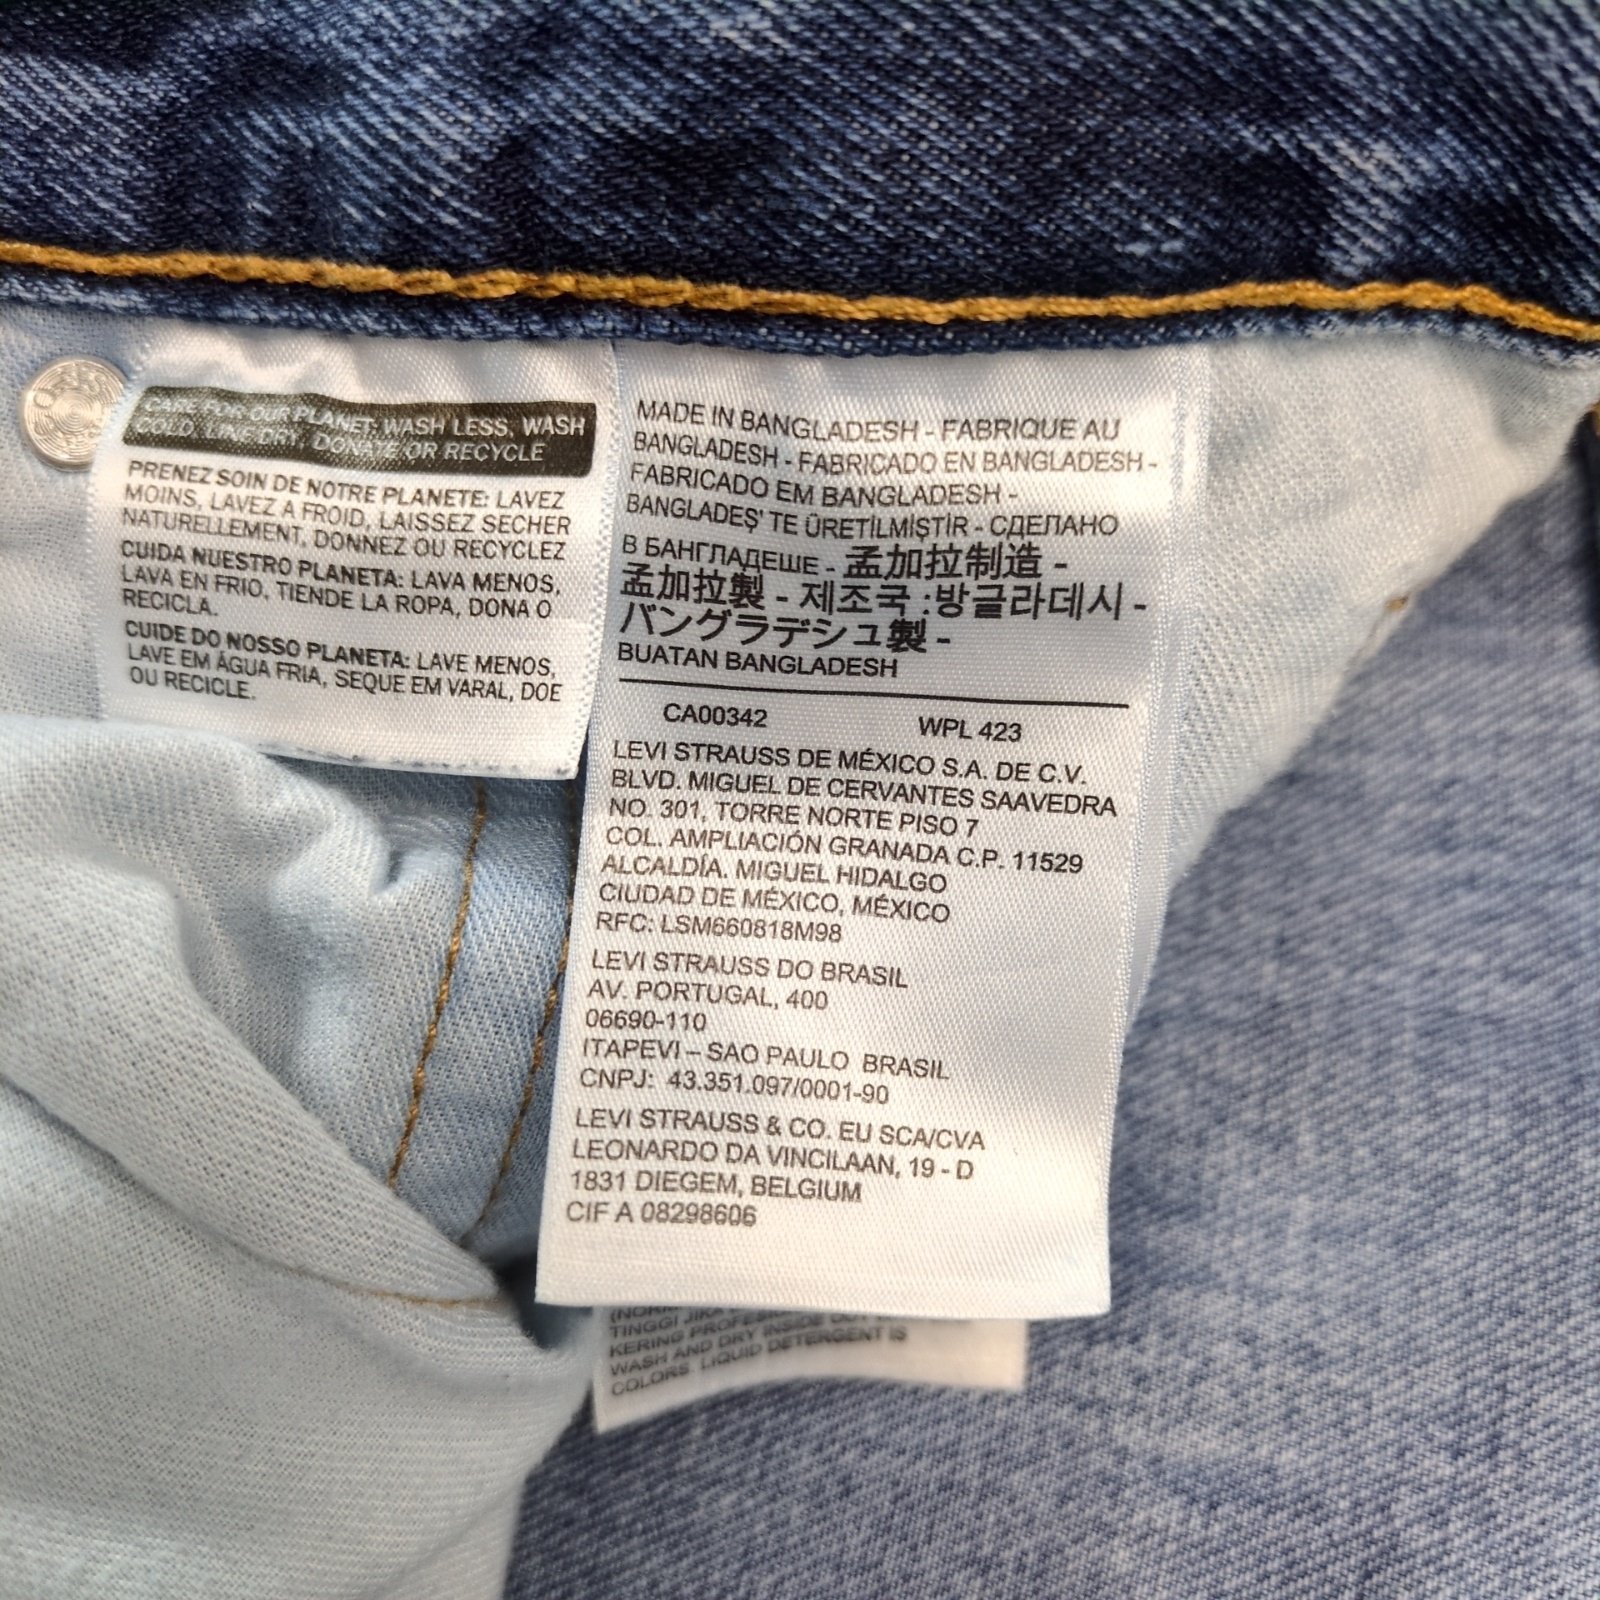 CARE FOR OUR PLANET: WASH LESS, WASH
COLD, LINE DRY, DONATE OR RECYCLE
PRENEZ SOIN DE NOTRE PLANETE: LAVEZ
MOINS, LAVEZ A FROID, LAISSEZ SECHER
NATURELLEMENT, DONNEZ OU RECYCLEZ
CUIDA NUESTRO PLANETA: LAVA MENOS,
LAVA EN FRIO, TIENDE LA ROPA, DONA O
RECICLA.
CUIDE DO NOSSO PLANETA: LAVE MENOS,
LAVE EM ÁGUA FRIA, SEQUE EM VARAL, DOE
OU RECICLE.
MADE IN BANGLADESH - FABRIQUE AU
BANGLADESH - FABRICADO EN BANGLADESH -
FABRICADO EM BANGLADESH -
BANGLADEŞ' TE ÜRETİLMİŞTİR - СДЕЛАНО
В БАНГЛАДЕШЕ - 孟加拉制造 -
孟加拉製 - 제조국 :방글라데시 -
バングラデシュ製 -
BUATAN BANGLADESH
CA00342 WPL 423
LEVI STRAUSS DE MÉXICO S.A. DE C.V.
BLVD. MIGUEL DE CERVANTES SAAVEDRA
NO. 301, TORRE NORTE PISO 7
COL. AMPLIACIÓN GRANADA C.P. 11529
ALCALDÍA. MIGUEL HIDALGO
CIUDAD DE MÉXICO, MÉXICO
RFC: LSM660818M98
LEVI STRAUSS DO BRASIL
AV. PORTUGAL, 400
06690-110
ITAPEVI – SAO PAULO BRASIL
CNPJ: 43.351.097/0001-90
LEVI STRAUSS & CO. EU SCA/CVA
LEONARDO DA VINCILAAN, 19 - D
1831 DIEGEM, BELGIUM
CIF A 08298606
TINGGI JIKA
KERING
WASH AND DRY INSIDE OUT
COLORS. LIQUID DETERGENT IS